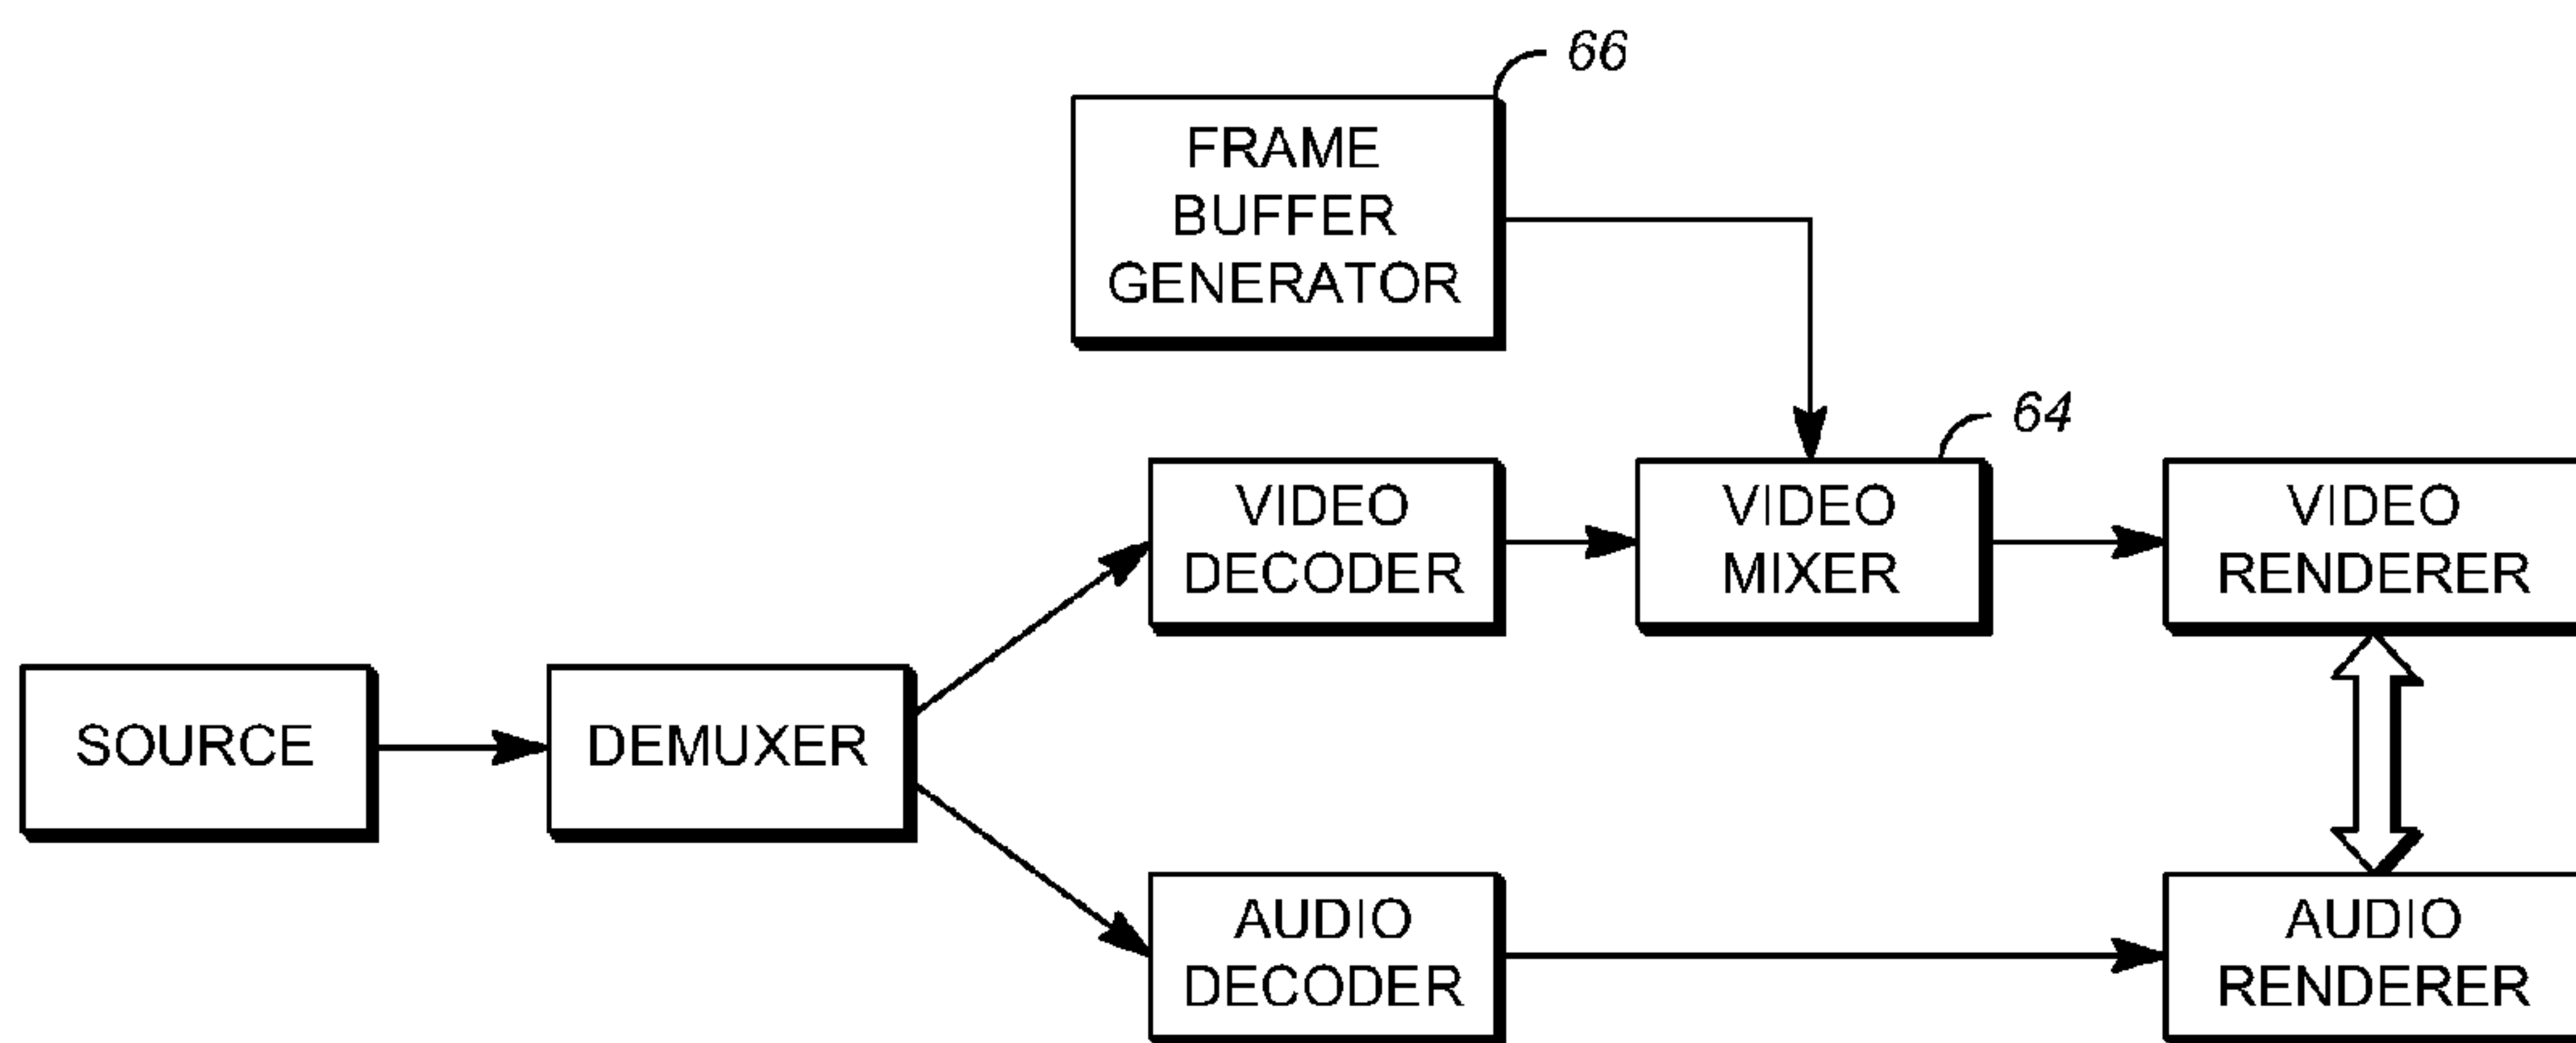 66
FRAME
BUFFER
GENERATOR
64
VIDEO
DECODER
VIDEO
MIXER
VIDEO
RENDERER
SOURCE
DEMUXER
AUDIO
DECODER
AUDIO
RENDERER